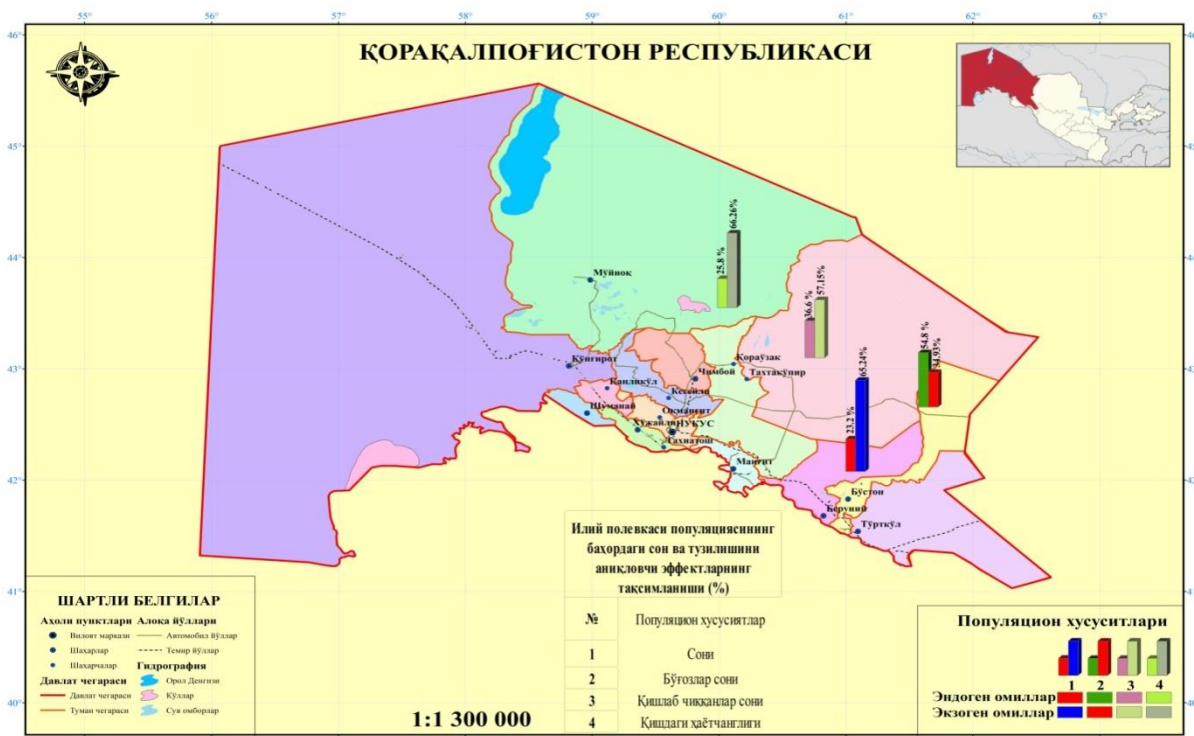 55° 56° 57° 58° 59° 60° 61° 62° 63°
46°
45°
44°
43°
42°
41°
40°
ҚОРАҚАЛПОҒИСТОН РЕСПУБЛИКАСИ
25.8 %
66.26%
36.6 %
57.15%
54.8 %
34.93%
23.2 %
65.24%
Мўйноқ
Қўнғирот
Қораўзак
Тахтакўпир
Чимбой
Қанликўл
Кегейли
Шуманай
Оқманғит
Хўжайли
НУКУС
Тахиатош
Манғит
Бўстон
Беруний
Тўрткўл
Илий полевкаси популяциясининг
баҳордаги сон ва тузилишини
аниқловчи эффектларнинг
тақсимланиши (%)
№ Популяцион хусусиятлар
1 Сони
2 Бўғозлар сони
3 Қишлаб чиққанлар сони
4 Қишдаги ҳаётчанглиги
1:1 300 000
ШАРТЛИ БЕЛГИЛАР
Аҳоли пунктлари Алоқа йўллари
Вилоят маркази Автомобил йўллар
Шаҳарлар Темир йўллар
Шаҳарчалар Гидрография
Давлат чегараси Орол Денгизи
Давлат чегараси Кўллар
Туман чегараси Сув омборлар
Популяцион хусуситлари
1 2 3 4
Эндоген омиллар
Экзоген омиллар